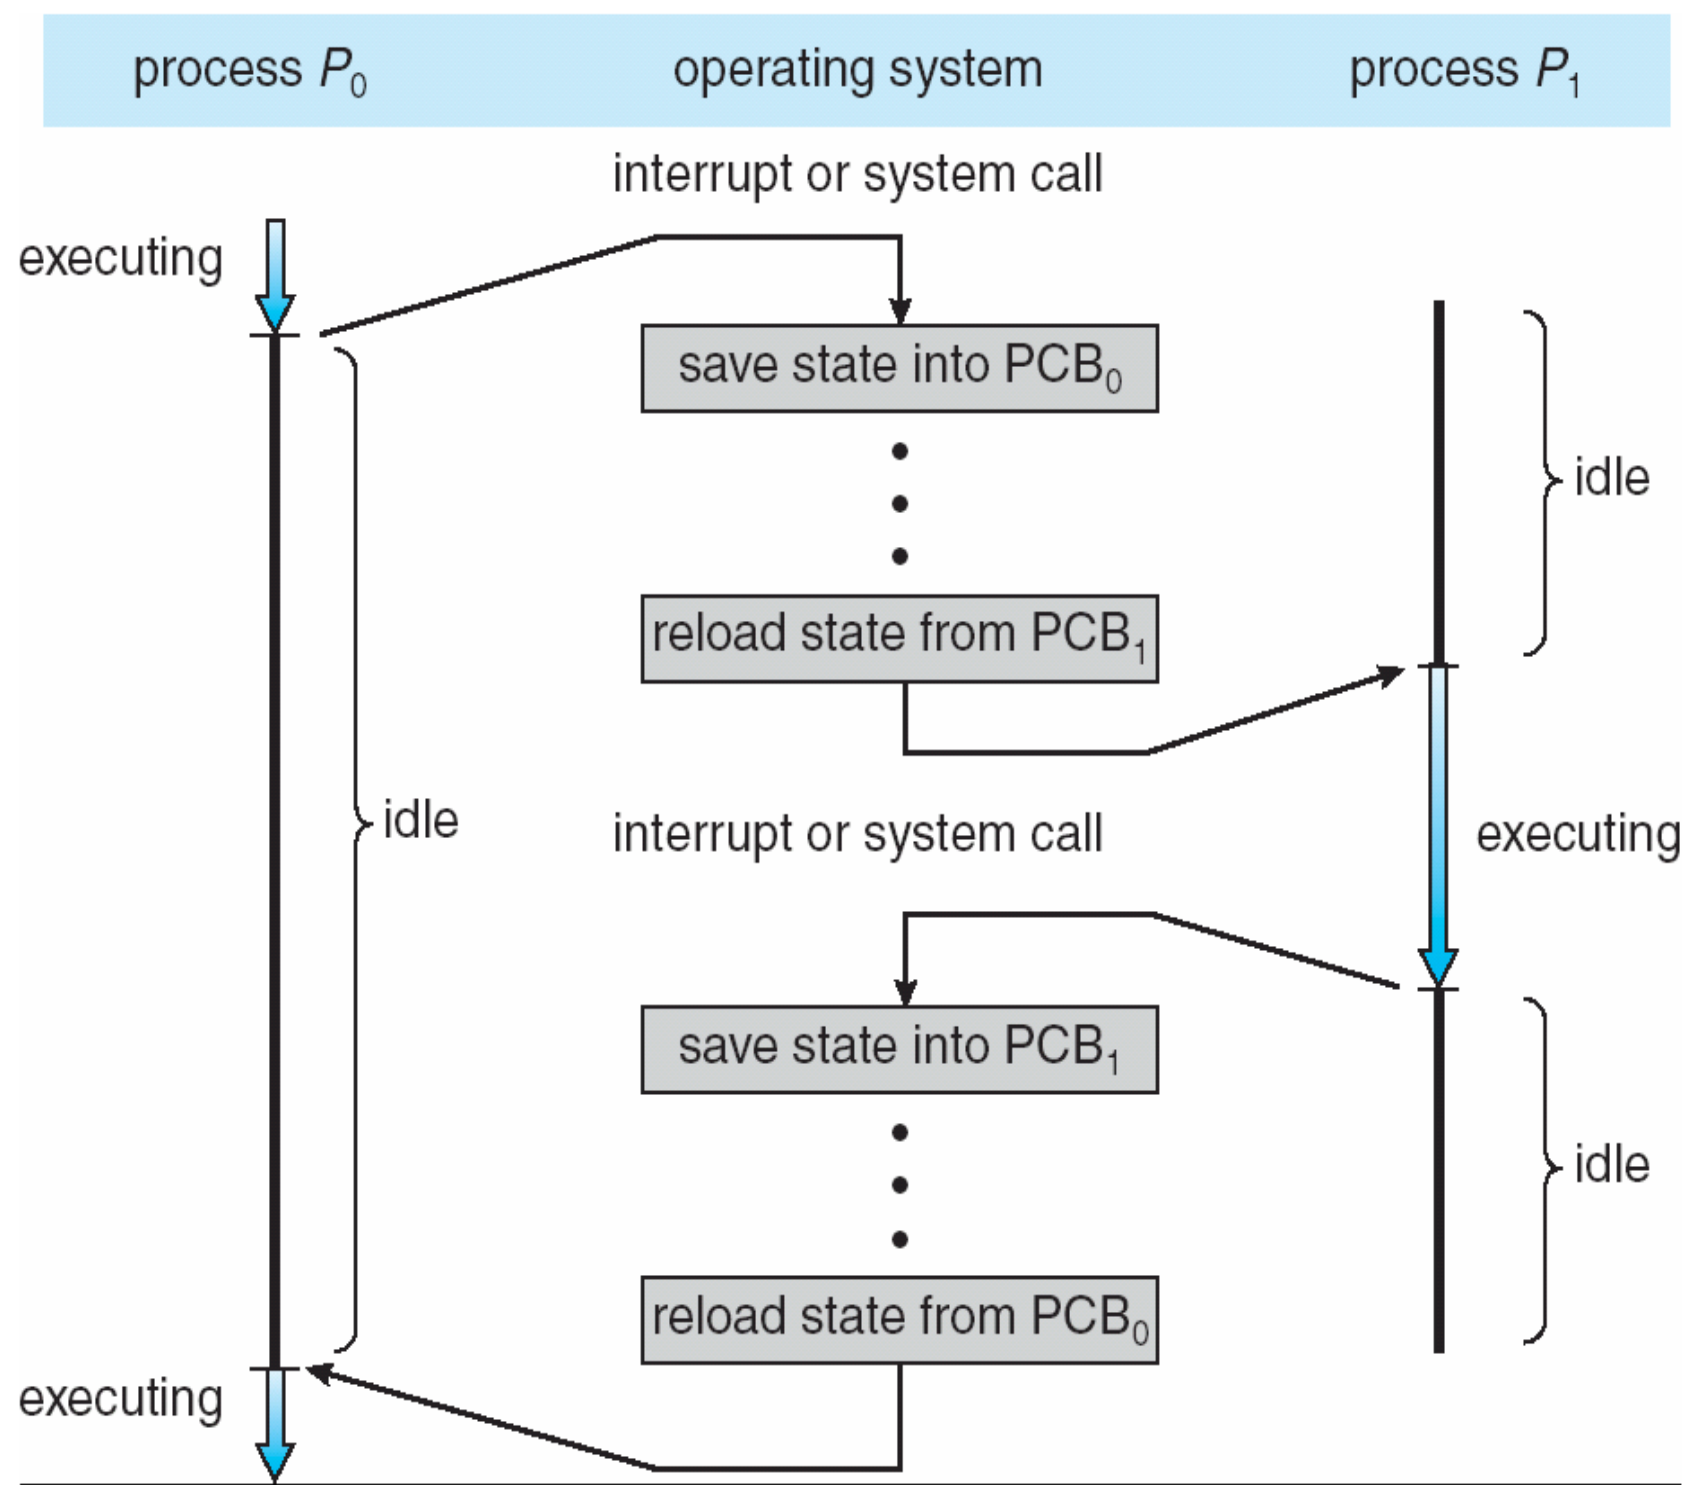 process P₀ operating system process P₁
interrupt or system call
executing
save state into PCB₀
idle
reload state from PCB₁
idle
interrupt or system call
executing
save state into PCB₁
idle
reload state from PCB₀
executing